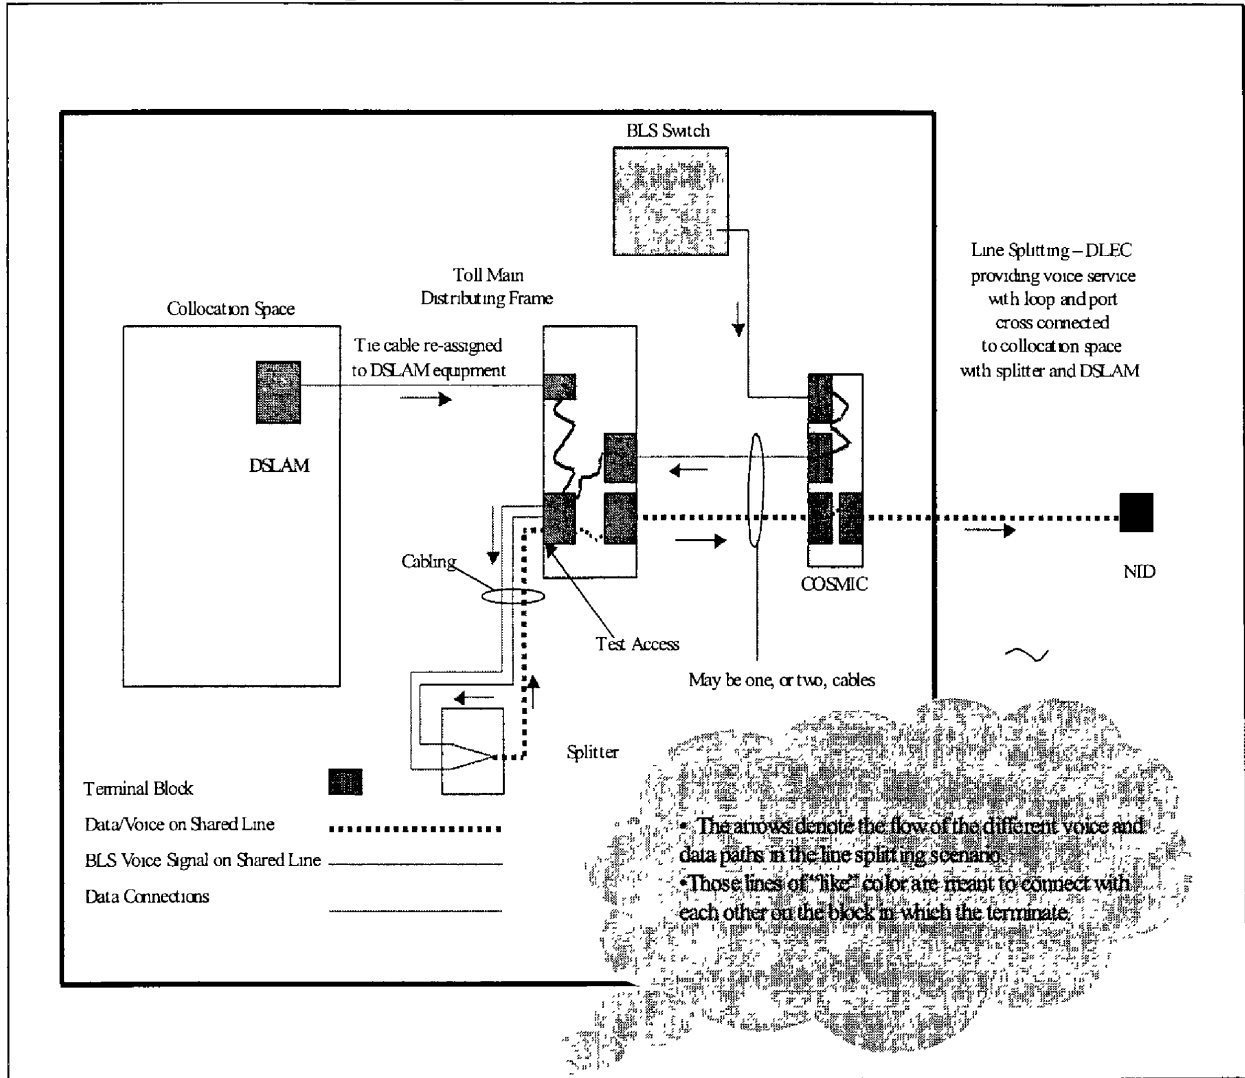 BLS Switch
Line Splitting – DLEC
providing voice service
with loop and port
cross connected
to collocation space
with splitter and DSLAM
Toll Main
Distributing Frame
Collocation Space
Tie cable re-assigned
to DSLAM equipment
DSLAM
Cabling
COSMIC
NID
Test Access
May be one, or two, cables
Splitter
Terminal Block
Data/Voice on Shared Line
BLS Voice Signal on Shared Line
Data Connections
• The arrows denote the flow of the different voice and
data paths in the line splitting scenario.
•Those lines of "like" color are meant to connect with
each other on the block in which the terminate.